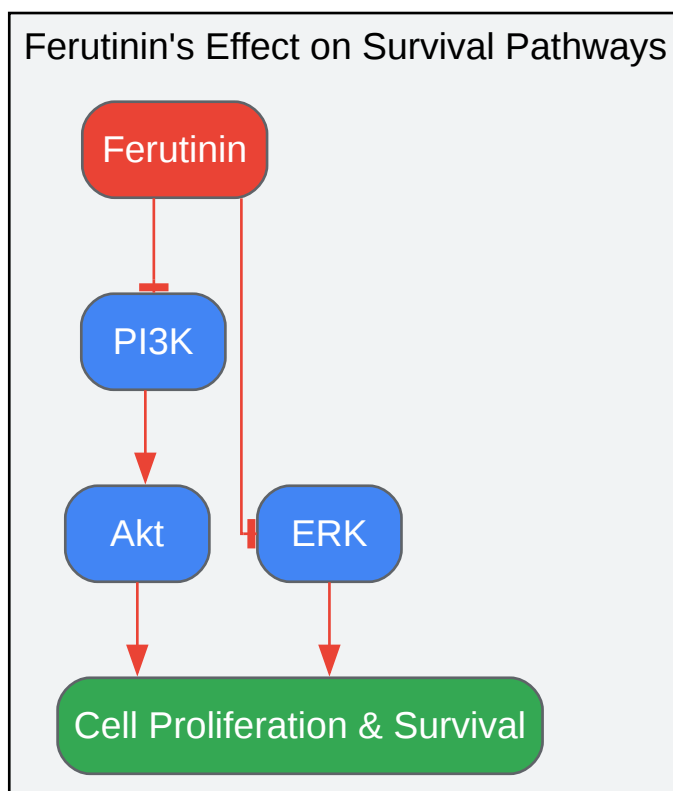 Ferutinin's Effect on Survival Pathways
Ferutinin
PI3K
Akt
ERK
Cell Proliferation & Survival